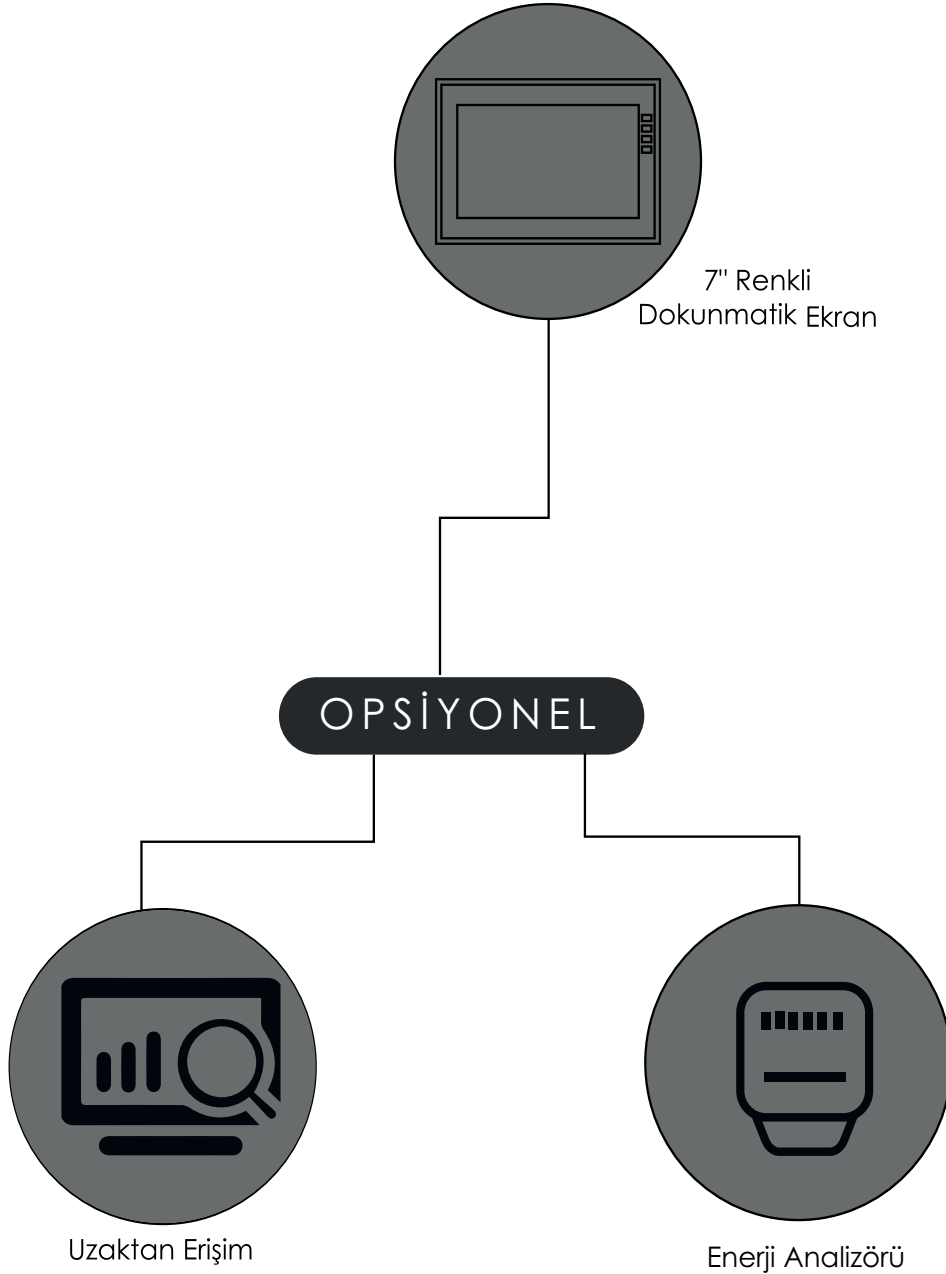 7" Renkli
Dokunmatik Ekran
OPSİYONEL
Uzaktan Erişim
Enerji Analizörü